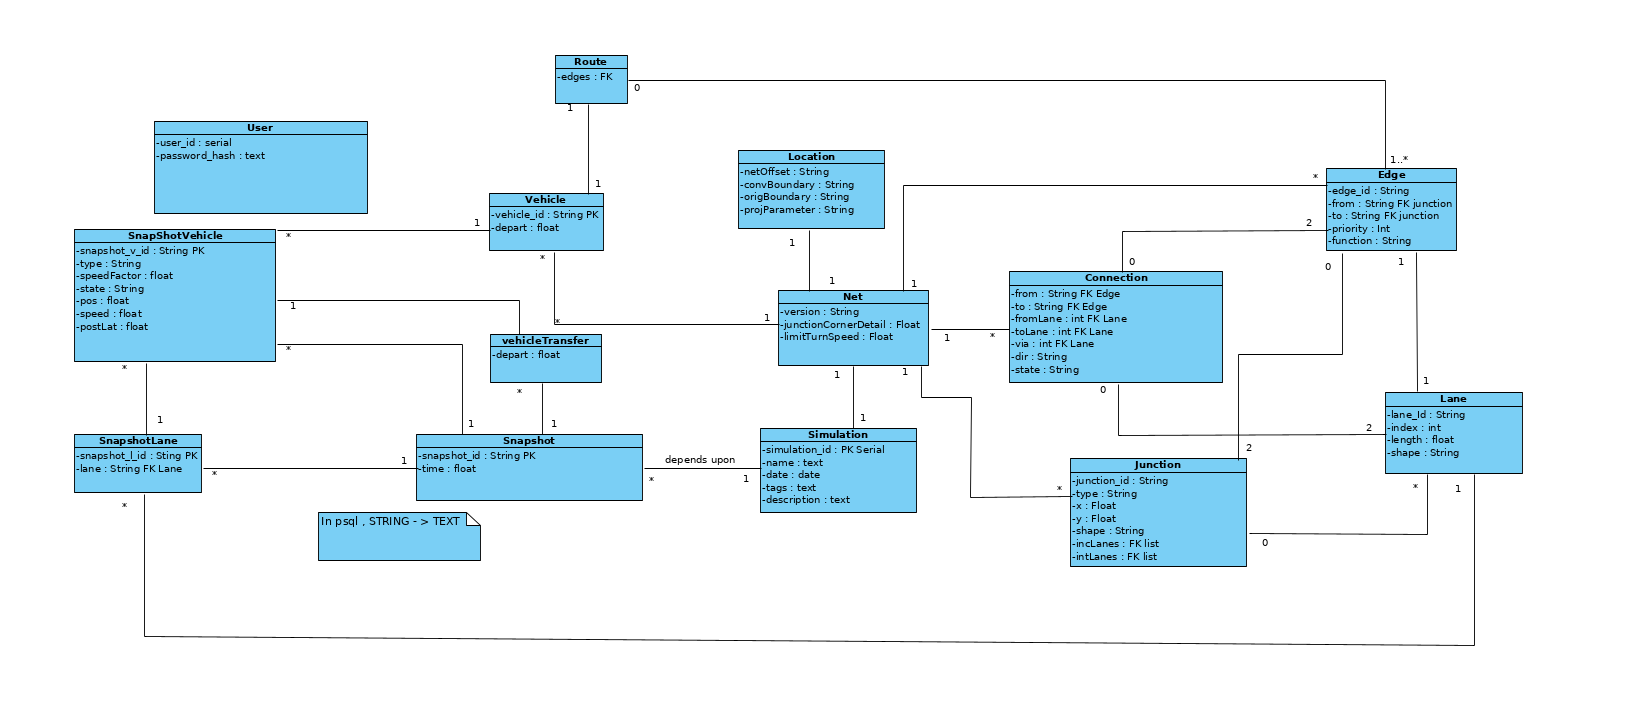 Route
-edges : FK
0
1
User
-user_id : serial
-password_hash : text
Location
-netOffset : String
-convBoundary : String
-origBoundary : String
-projParameter : String
1
1..*
*
Edge
-edge_id : String
-from : String FK junction
-to : String FK junction
-priority : Int
-function : String
1
Vehicle
-vehicle_id : String PK
-depart : float
1
*
*
*
SnapShotVehicle
-snapshot_v_id : String PK
-type : String
-speedFactor : float
-state : String
-pos : float
-speed : float
-postLat : float
1
*
*
2
0
0
1
Connection
-from : String FK Edge
-to : String FK Edge
-fromLane : int FK Lane
-toLane : int FK Lane
-via : int FK Lane
-dir : String
-state : String
0
1
1
Net
-version : String
-junctionCornerDetail : Float
-limitTurnSpeed : Float
1
1
*
1
1
vehicleTransfer
-depart : float
*
1
1
1
SnapshotLane
-snapshot_l_id : Sting PK
-lane : String FK Lane
*
*
1
1
Snapshot
-snapshot_id : String PK
-time : float
depends upon
*
1
1
Simulation
-simulation_id : PK Serial
-name : text
-date : date
-tags : text
-description : text
1
Lane
-lane_Id : String
-index : int
-length : float
-shape : String
2
*
1
2
Junction
-junction_id : String
-type : String
-x : Float
-y : Float
-shape : String
-incLanes : FK list
-intLanes : FK list
*
0
In psql , STRING - > TEXT